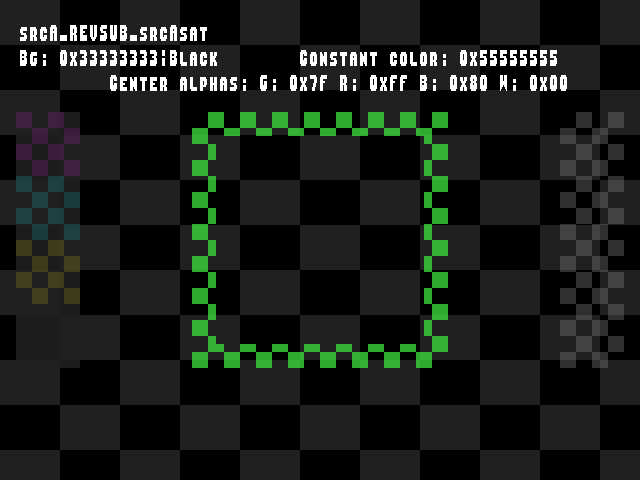 srcA_REVSUB_srcAsat
Bg: 0x33333333¦Black Constant color: 0x55555555
Center alphas: G: 0x7f R: 0xff B: 0x80 W: 0x00